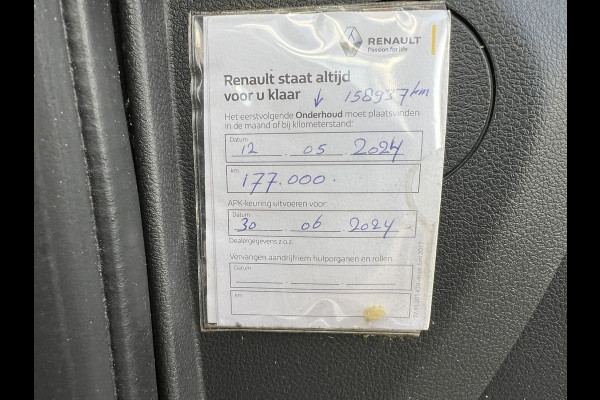 RENAULT
Passion for life
Renault staat altijd
voor u klaar ↓ 158937 km
Het eerstvolgende Onderhoud moet plaatsvinden
in de maand of bij kilometerstand:
Datum
12 05 2024
km
177.000.
APK-keuring uitvoeren voor:
Datum
30 06 2024
Dealergegevens z.o.z.
Vervangen aandrijfriem hulporganen en rollen
Datum
km